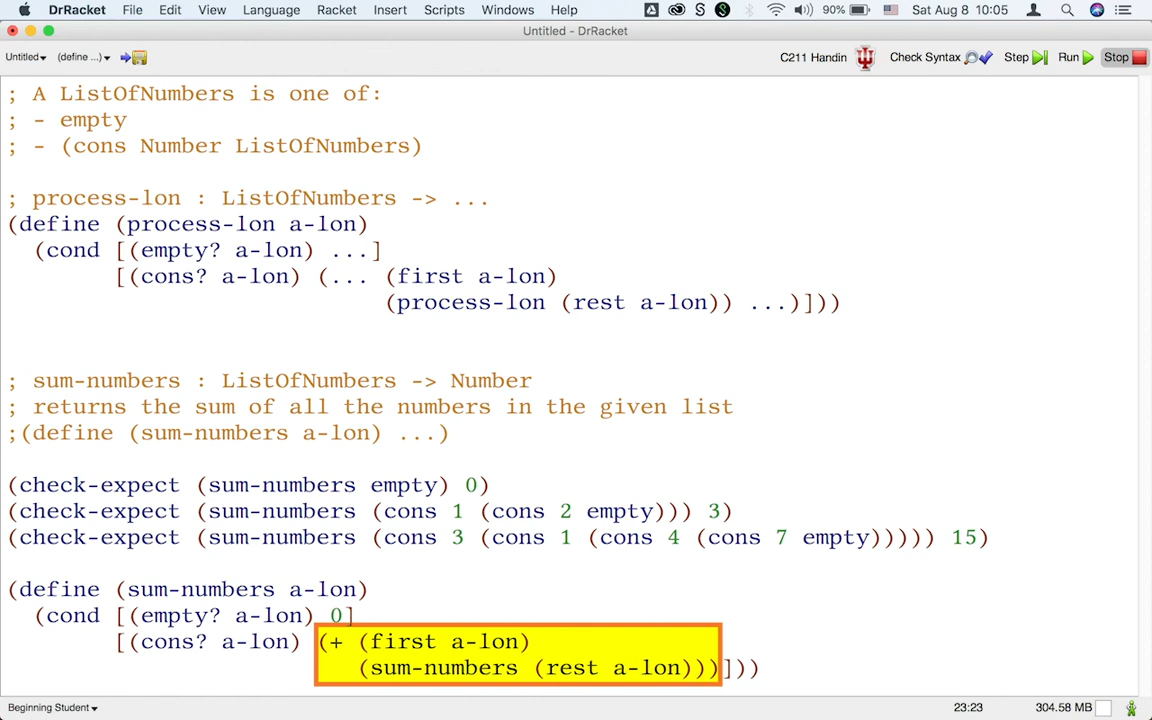 DrRacket File Edit View Language Racket Insert Scripts Windows Help 90% Sat Aug 8 10:05
Untitled - DrRacket
Untitled (define ...) C211 Handin Check Syntax Step Run Stop
; A ListOfNumbers is one of:
; - empty
; - (cons Number ListOfNumbers)
; process-lon : ListOfNumbers -> ...
(define (process-lon a-lon)
(cond [(empty? a-lon) ...]
[(cons? a-lon) (... (first a-lon)
(process-lon (rest a-lon)) ...)]))
; sum-numbers : ListOfNumbers -> Number
; returns the sum of all the numbers in the given list
;(define (sum-numbers a-lon) ...)
(check-expect (sum-numbers empty) 0)
(check-expect (sum-numbers (cons 1 (cons 2 empty))) 3)
(check-expect (sum-numbers (cons 3 (cons 1 (cons 4 (cons 7 empty))))) 15)
(define (sum-numbers a-lon)
(cond [(empty? a-lon) 0]
[(cons? a-lon) (+ (first a-lon)
(sum-numbers (rest a-lon)))]))
Beginning Student 23:23 304.58 MB